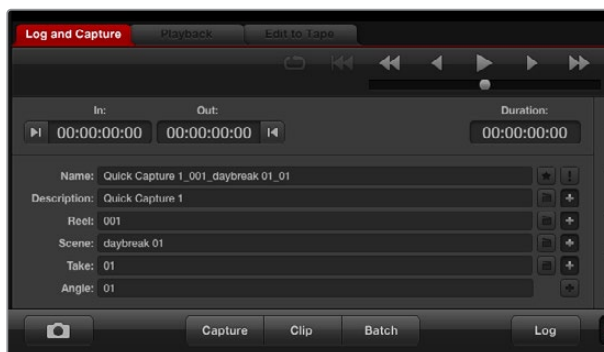 Log and Capture Playback Edit to Tape
In: Out: Duration:
00:00:00:00 00:00:00:00 00:00:00:00
Name: Quick Capture 1_001_daybreak 01_01
Description: Quick Capture 1
Reel: 001
Scene: daybreak 01
Take: 01
Angle: 01
Capture Clip Batch Log